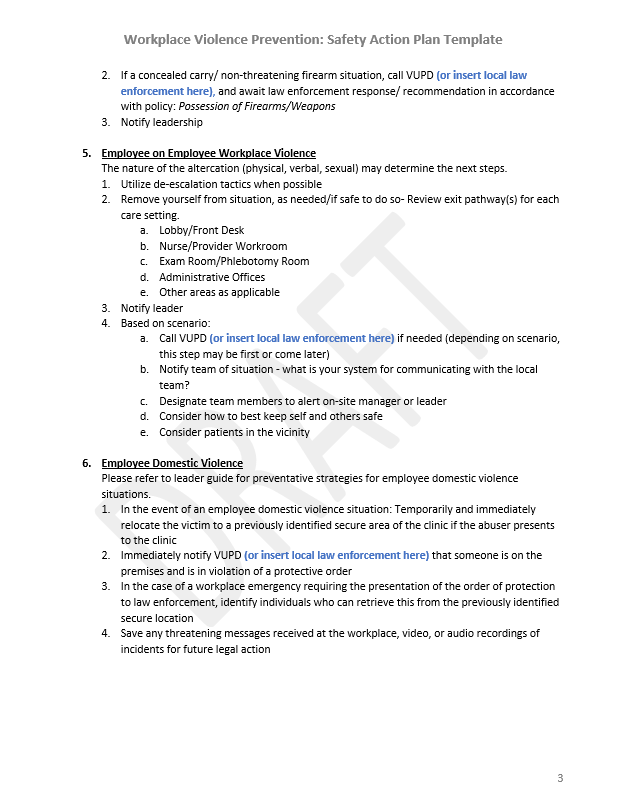 Workplace Violence Prevention: Safety Action Plan Template
2. If a concealed carry/ non-threatening firearm situation, call VUPD (or insert local law
enforcement here), and await law enforcement response/ recommendation in accordance
with policy: Possession of Firearms/Weapons
3. Notify leadership
5. Employee on Employee Workplace Violence
The nature of the altercation (physical, verbal, sexual) may determine the next steps.
1. Utilize de-escalation tactics when possible
2. Remove yourself from situation, as needed/if safe to do so- Review exit pathway(s) for each
care setting.
a. Lobby/Front Desk
b. Nurse/Provider Workroom
c. Exam Room/Phlebotomy Room
d. Administrative Offices
e. Other areas as applicable
3. Notify leader
4. Based on scenario:
a. Call VUPD (or insert local law enforcement here) if needed (depending on scenario,
this step may be first or come later)
b. Notify team of situation - what is your system for communicating with the local
team?
c. Designate team members to alert on-site manager or leader
d. Consider how to best keep self and others safe
e. Consider patients in the vicinity
6. Employee Domestic Violence
Please refer to leader guide for preventative strategies for employee domestic violence
situations.
1. In the event of an employee domestic violence situation: Temporarily and immediately
relocate the victim to a previously identified secure area of the clinic if the abuser presents
to the clinic
2. Immediately notify VUPD (or insert local law enforcement here) that someone is on the
premises and is in violation of a protective order
3. In the case of a workplace emergency requiring the presentation of the order of protection
to law enforcement, identify individuals who can retrieve this from the previously identified
secure location
4. Save any threatening messages received at the workplace, video, or audio recordings of
incidents for future legal action
DRAFT
3